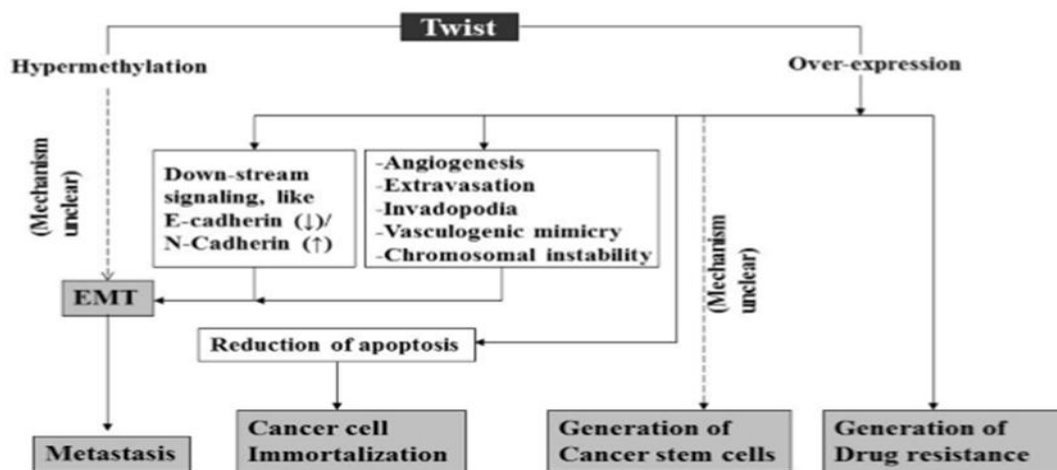 Twist
Hypermethylation
Over-expression
(Mechanism
unclear)
Down-stream
signaling, like
E-cadherin (↓)/
N-Cadherin (↑)
-Angiogenesis
-Extravasation
-Invadopodia
-Vasculogenic mimicry
-Chromosomal instability
(Mechanism
unclear)
EMT
Reduction of apoptosis
Metastasis
Cancer cell
Immortalization
Generation of
Cancer stem cells
Generation of
Drug resistance